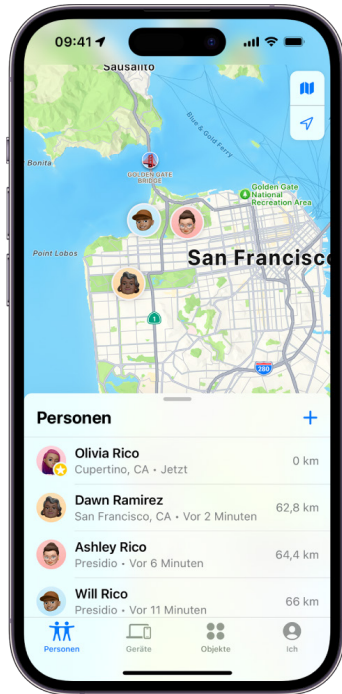 09:41
Sausalito
Blue & Gold Ferry
Bonita
GOLDEN GATE
BRIDGE
Golden Gate
National
Recreation Area
Point Lobos
San Francisco
1
280
Personen
Olivia Rico
Cupertino, CA • Jetzt
0 km
Dawn Ramirez
San Francisco, CA • Vor 2 Minuten
62,8 km
Ashley Rico
Presidio • Vor 6 Minuten
64,4 km
Will Rico
Presidio • Vor 11 Minuten
66 km
Personen
Geräte
Objekte
Ich